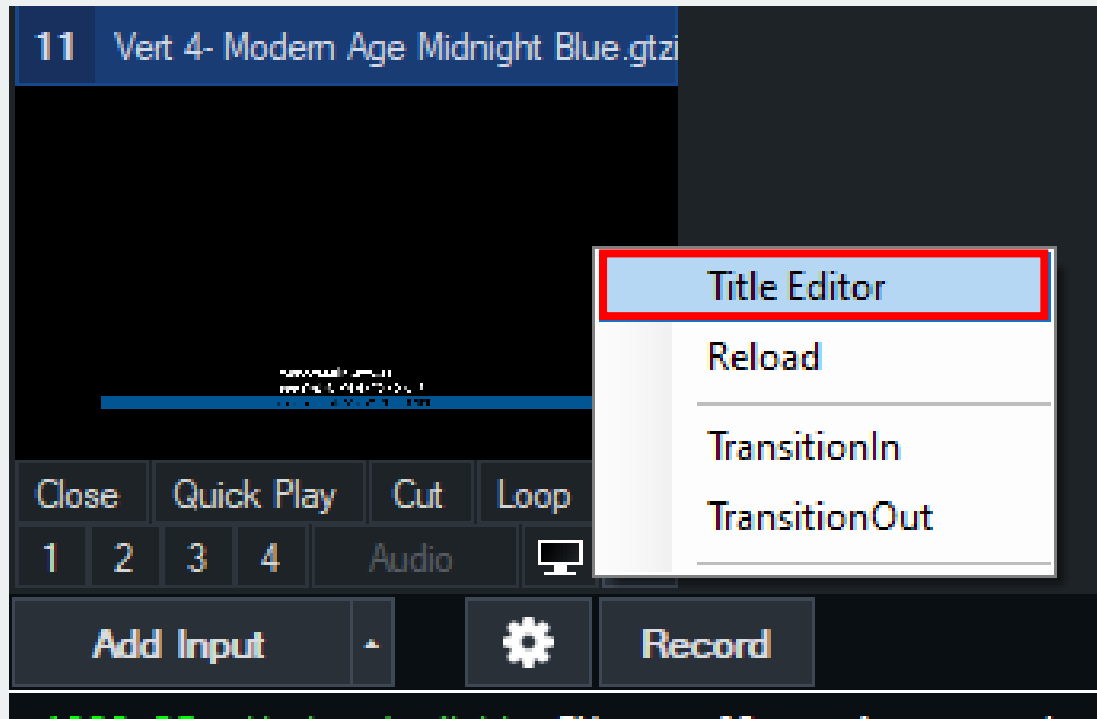 11 Vert 4- Modern Age Midnight Blue.gtzi
Title Editor
Reload
TransitionIn
TransitionOut
Close Quick Play Cut Loop
1 2 3 4 Audio
Add Input Record